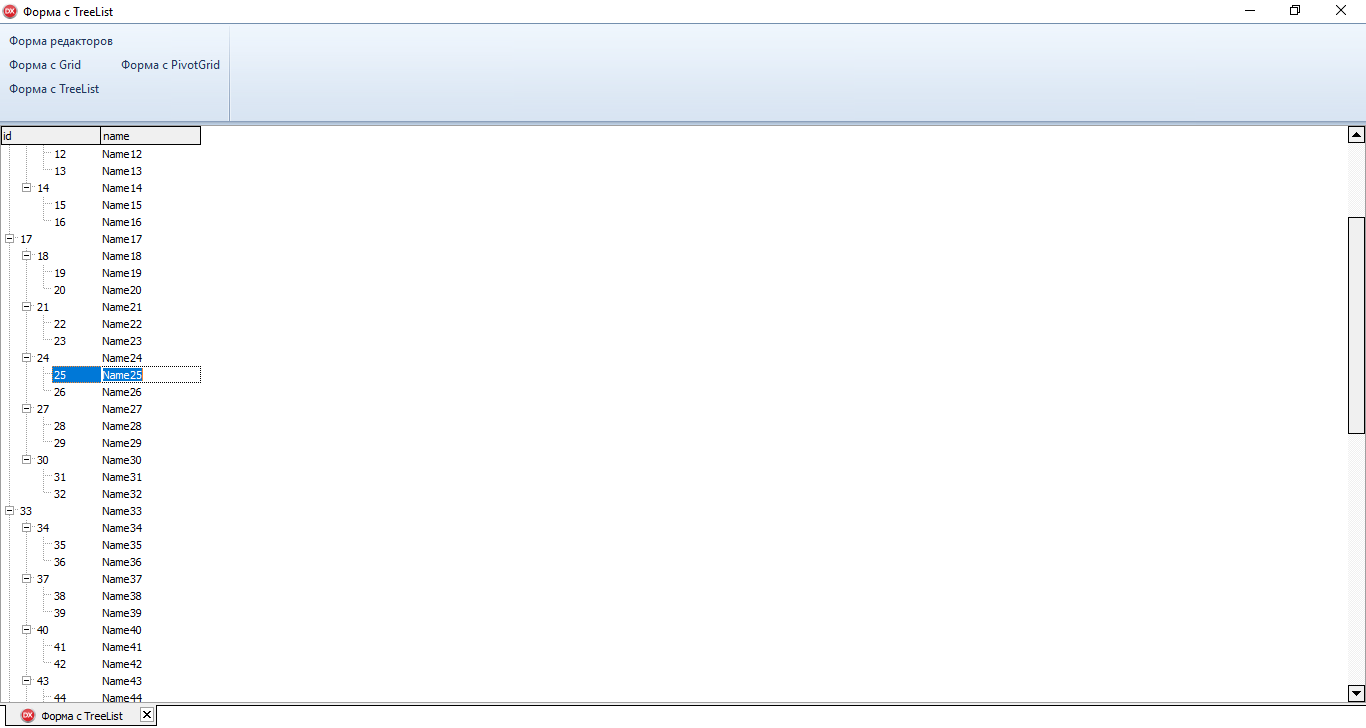 Форма с TreeList
Форма редакторов
Форма с Grid Форма с PivotGrid
Форма с TreeList
id name
12 Name12
13 Name13
14 Name14
15 Name15
16 Name16
17 Name17
18 Name18
19 Name19
20 Name20
21 Name21
22 Name22
23 Name23
24 Name24
25 Name25
26 Name26
27 Name27
28 Name28
29 Name29
30 Name30
31 Name31
32 Name32
33 Name33
34 Name34
35 Name35
36 Name36
37 Name37
38 Name38
39 Name39
40 Name40
41 Name41
42 Name42
43 Name43
44 Name44
DX Форма с TreeList